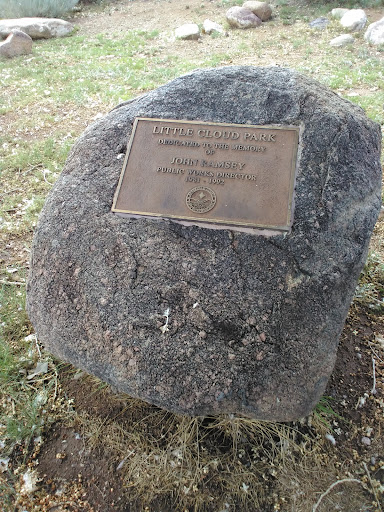 LITTLE CLOUD PARK
DEDICATED TO THE MEMORY
OF
JOHN RAMSEY
PUBLIC WORKS DIRECTOR